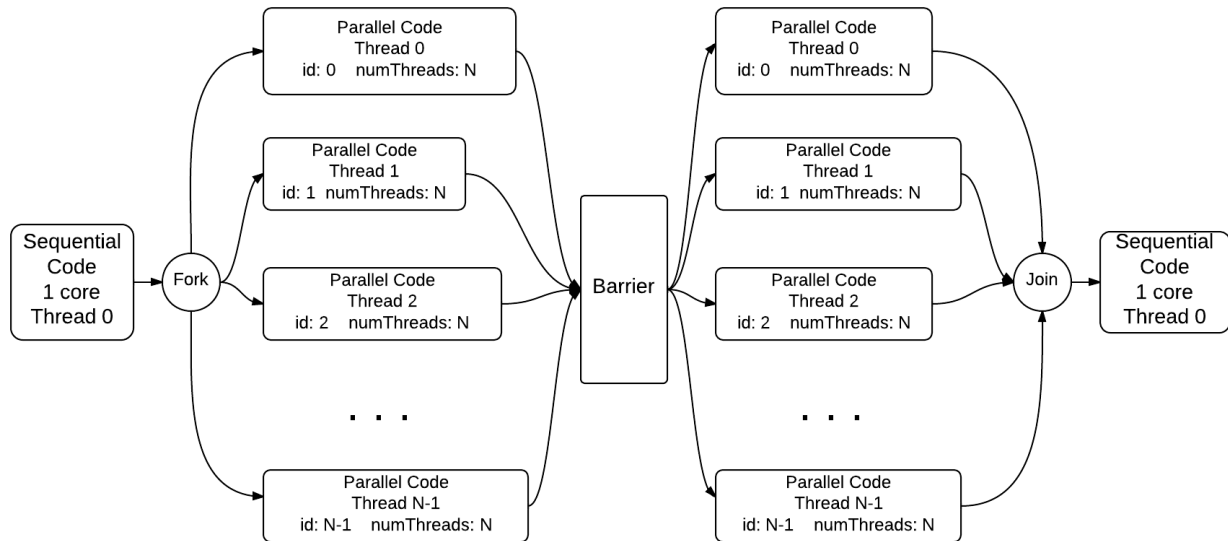 Sequential
Code
1 core
Thread 0
Fork
Parallel Code
Thread 0
id: 0 numThreads: N
Parallel Code
Thread 1
id: 1 numThreads: N
Parallel Code
Thread 2
id: 2 numThreads: N
. . .
Parallel Code
Thread N-1
id: N-1 numThreads: N
Barrier
Parallel Code
Thread 0
id: 0 numThreads: N
Parallel Code
Thread 1
id: 1 numThreads: N
Parallel Code
Thread 2
id: 2 numThreads: N
. . .
Parallel Code
Thread N-1
id: N-1 numThreads: N
Join
Sequential
Code
1 core
Thread 0